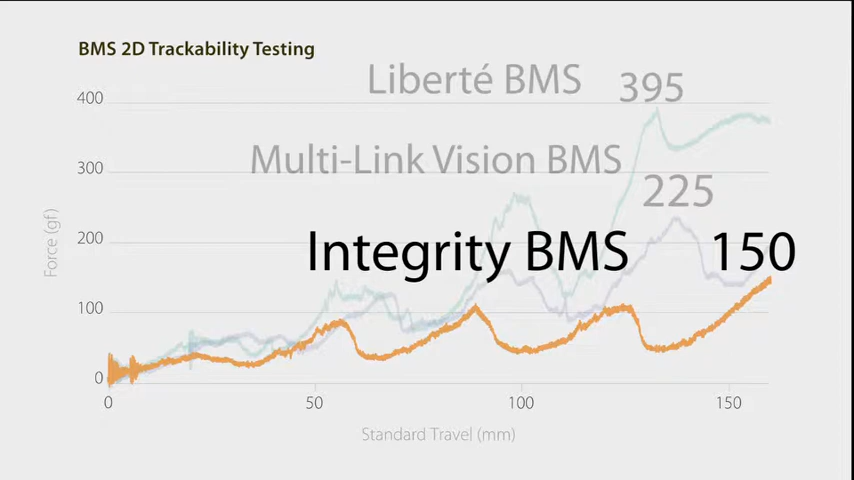 BMS 2D Trackability Testing
Liberté BMS 395
400
Multi-Link Vision BMS
300
225
Integrity BMS 150
200
100
0
Force (gf)
0 50 100 150
Standard Travel (mm)